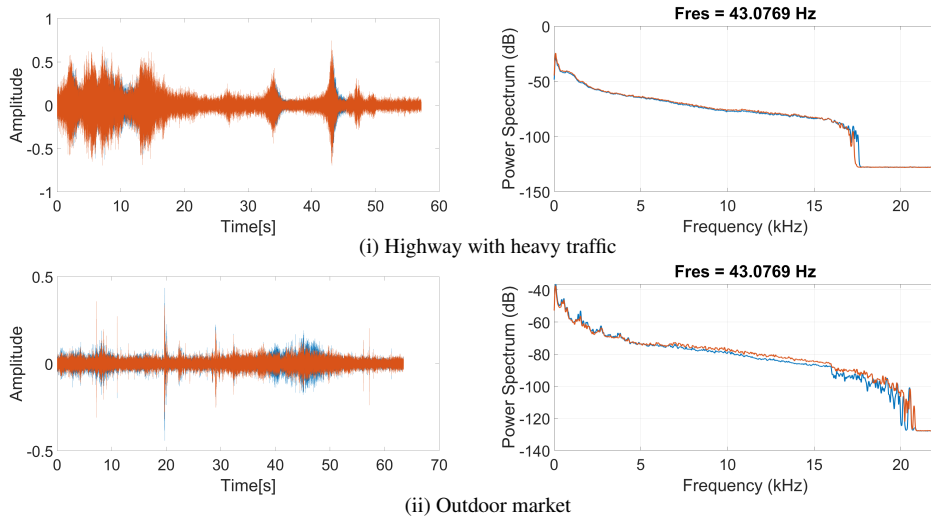 Fres = 43.0769 Hz
1
0.5
0
-0.5
-1
Amplitude
0 10 20 30 40 50 60
Time[s]
0
-50
-100
-150
Power Spectrum (dB)
0 5 10 15 20
Frequency (kHz)
(i) Highway with heavy traffic
Fres = 43.0769 Hz
0.5
0
-0.5
Amplitude
0 10 20 30 40 50 60 70
Time[s]
-40
-60
-80
-100
-120
-140
Power Spectrum (dB)
0 5 10 15 20
Frequency (kHz)
(ii) Outdoor market